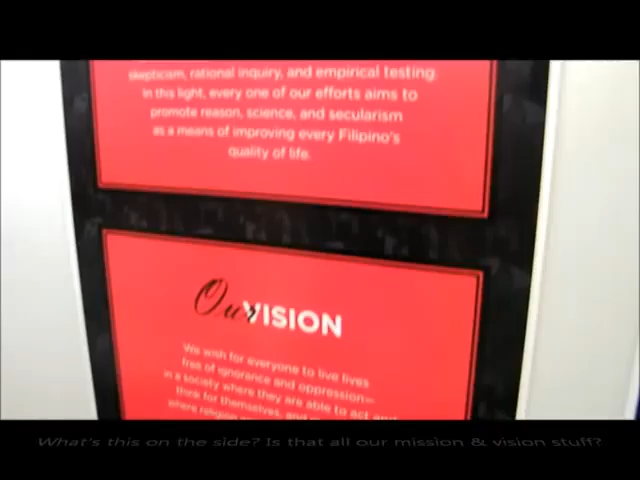 skepticism, rational inquiry, and empirical testing.
In this light, every one of our efforts aims to
promote reason, science, and secularism
as a means of improving every Filipino's
quality of life.
Our VISION
We wish for everyone to live lives
free of ignorance and oppression—
in a society where they are able to act and
think for themselves, and
where religion
What's this on the side? Is that all our mission & vision stuff?